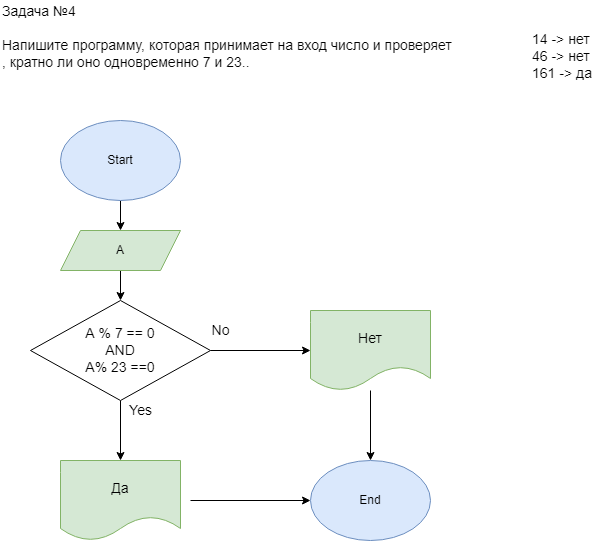 Задача №4
Напишите программу, которая принимает на вход число и проверяет
, кратно ли оно одновременно 7 и 23..
14 -> нет
46 -> нет
161 -> да
Start
A
A % 7 == 0
AND
A% 23 ==0
No
Нет
Yes
Да
End